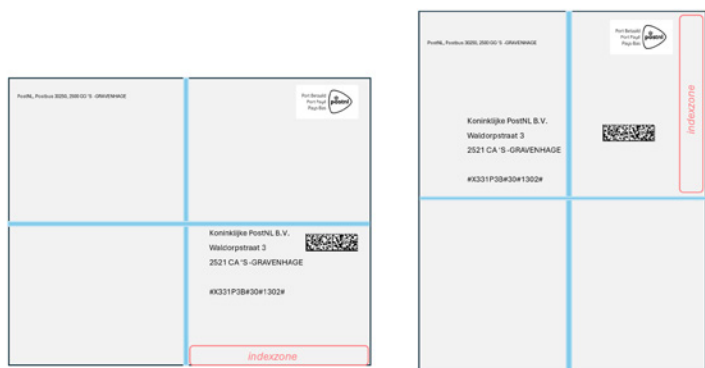 PostNL, Postbus 30250, 2500 GG 'S -GRAVENHAGE
Port Betaald
Port Payé
Pays-Bas
postnl
Koninklijke PostNL B.V.
Waldorpstraat 3
2521 CA 'S -GRAVENHAGE
#X331P3B#30#1302#
indexzone
PostNL, Postbus 30250, 2500 GG 'S -GRAVENHAGE
Port Betaald
Port Payé
Pays-Bas
postnl
indexzone
Koninklijke PostNL B.V.
Waldorpstraat 3
2521 CA 'S -GRAVENHAGE
#X331P3B#30#1302#